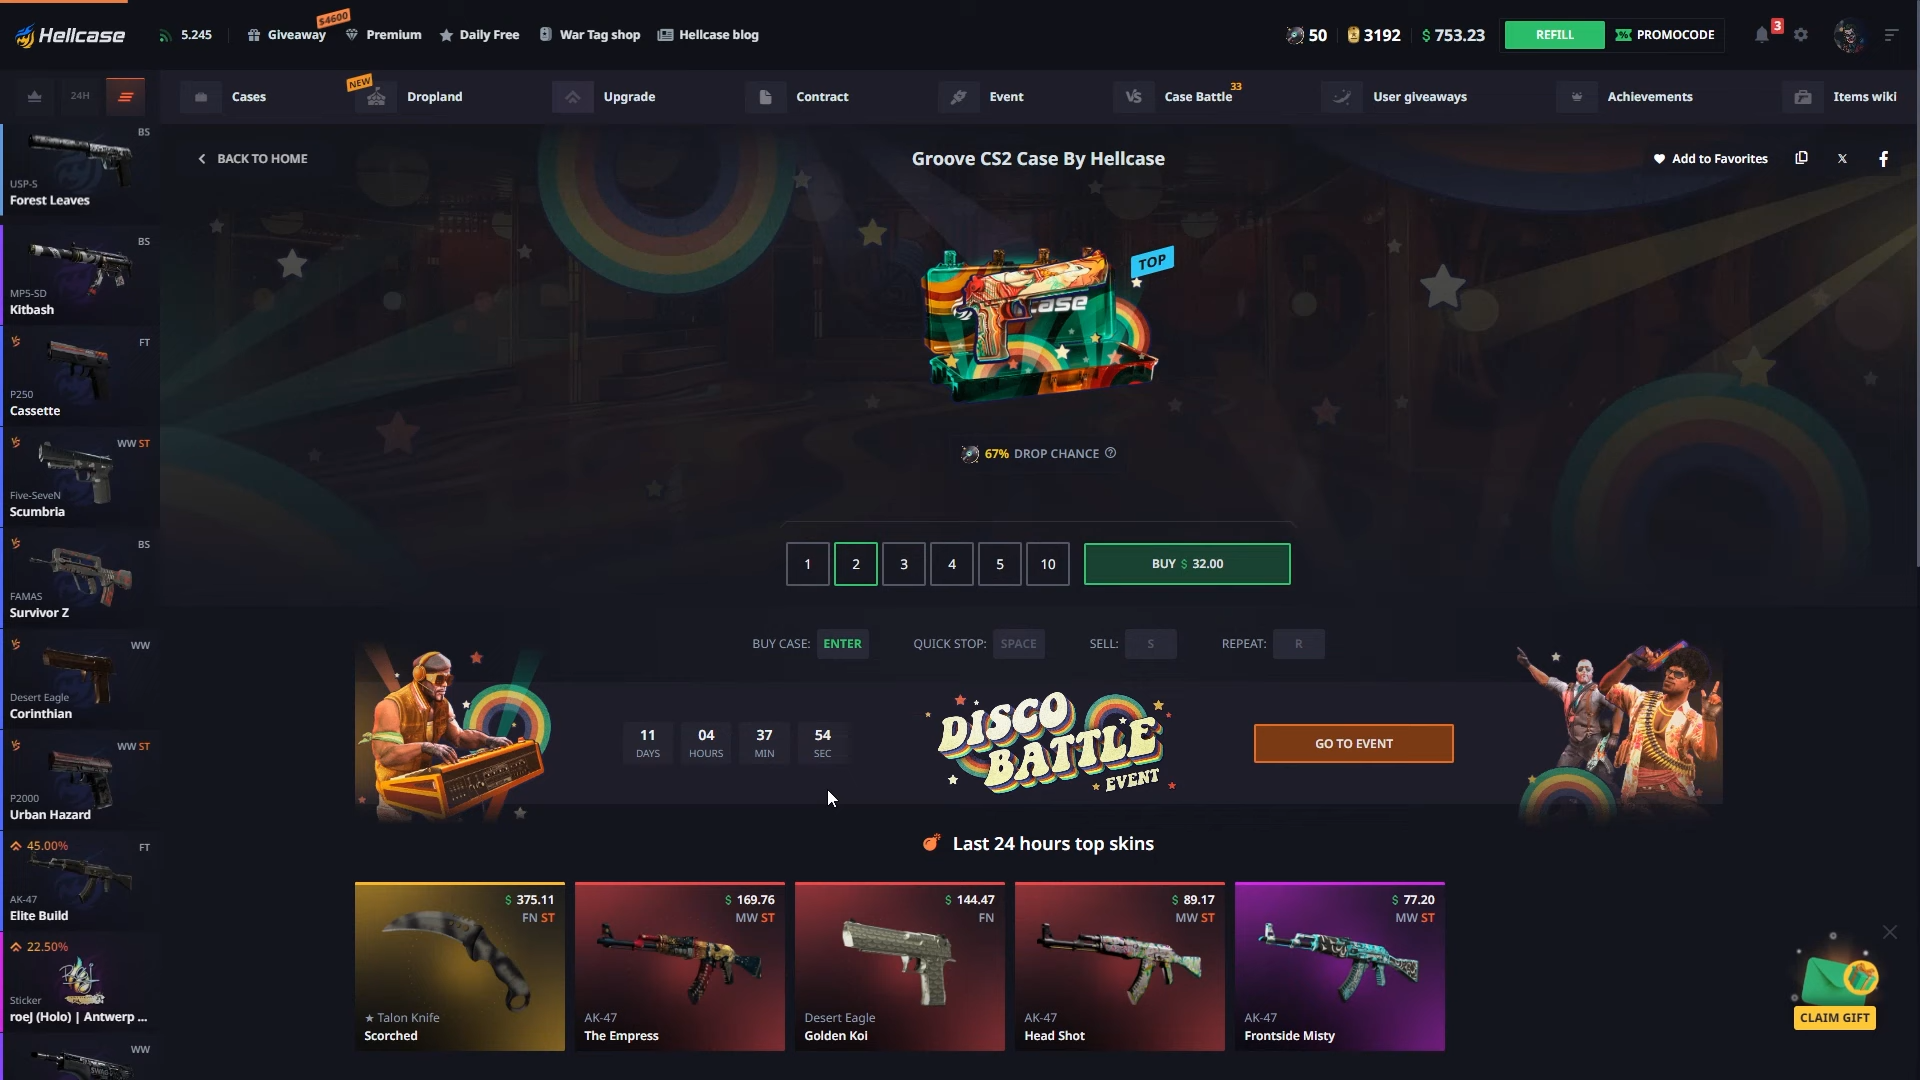 Hellcase
5.245
$4600
Giveaway
Premium
Daily Free
War Tag shop
Hellcase blog
50
3192
$ 753.23
REFILL
PROMOCODE
3
24H
Cases
NEW
Dropland
Upgrade
Contract
Event
VS
Case Battle
33
User giveaways
Achievements
Items wiki
BS
USP-S
Forest Leaves
BS
MP5-SD
Kitbash
VS
FT
P250
Cassette
VS
WW ST
Five-SeveN
Scumbria
VS
BS
FAMAS
Survivor Z
VS
WW
Desert Eagle
Corinthian
VS
WW ST
P2000
Urban Hazard
45.00%
FT
AK-47
Elite Build
22.50%
Sticker
roeJ (Holo) | Antwerp ...
WW
BACK TO HOME
Groove CS2 Case By Hellcase
Add to Favorites
TOP
case
67% DROP CHANCE
1
2
3
4
5
10
BUY $ 32.00
BUY CASE: ENTER
QUICK STOP: SPACE
SELL: S
REPEAT: R
11
DAYS
04
HOURS
37
MIN
54
SEC
DISCO
BATTLE
EVENT
GO TO EVENT
Last 24 hours top skins
$ 375.11
FN ST
★ Talon Knife
Scorched
$ 169.76
MW ST
AK-47
The Empress
$ 144.47
FN
Desert Eagle
Golden Koi
$ 89.17
MW ST
AK-47
Head Shot
$ 77.20
MW ST
AK-47
Frontside Misty
CLAIM GIFT